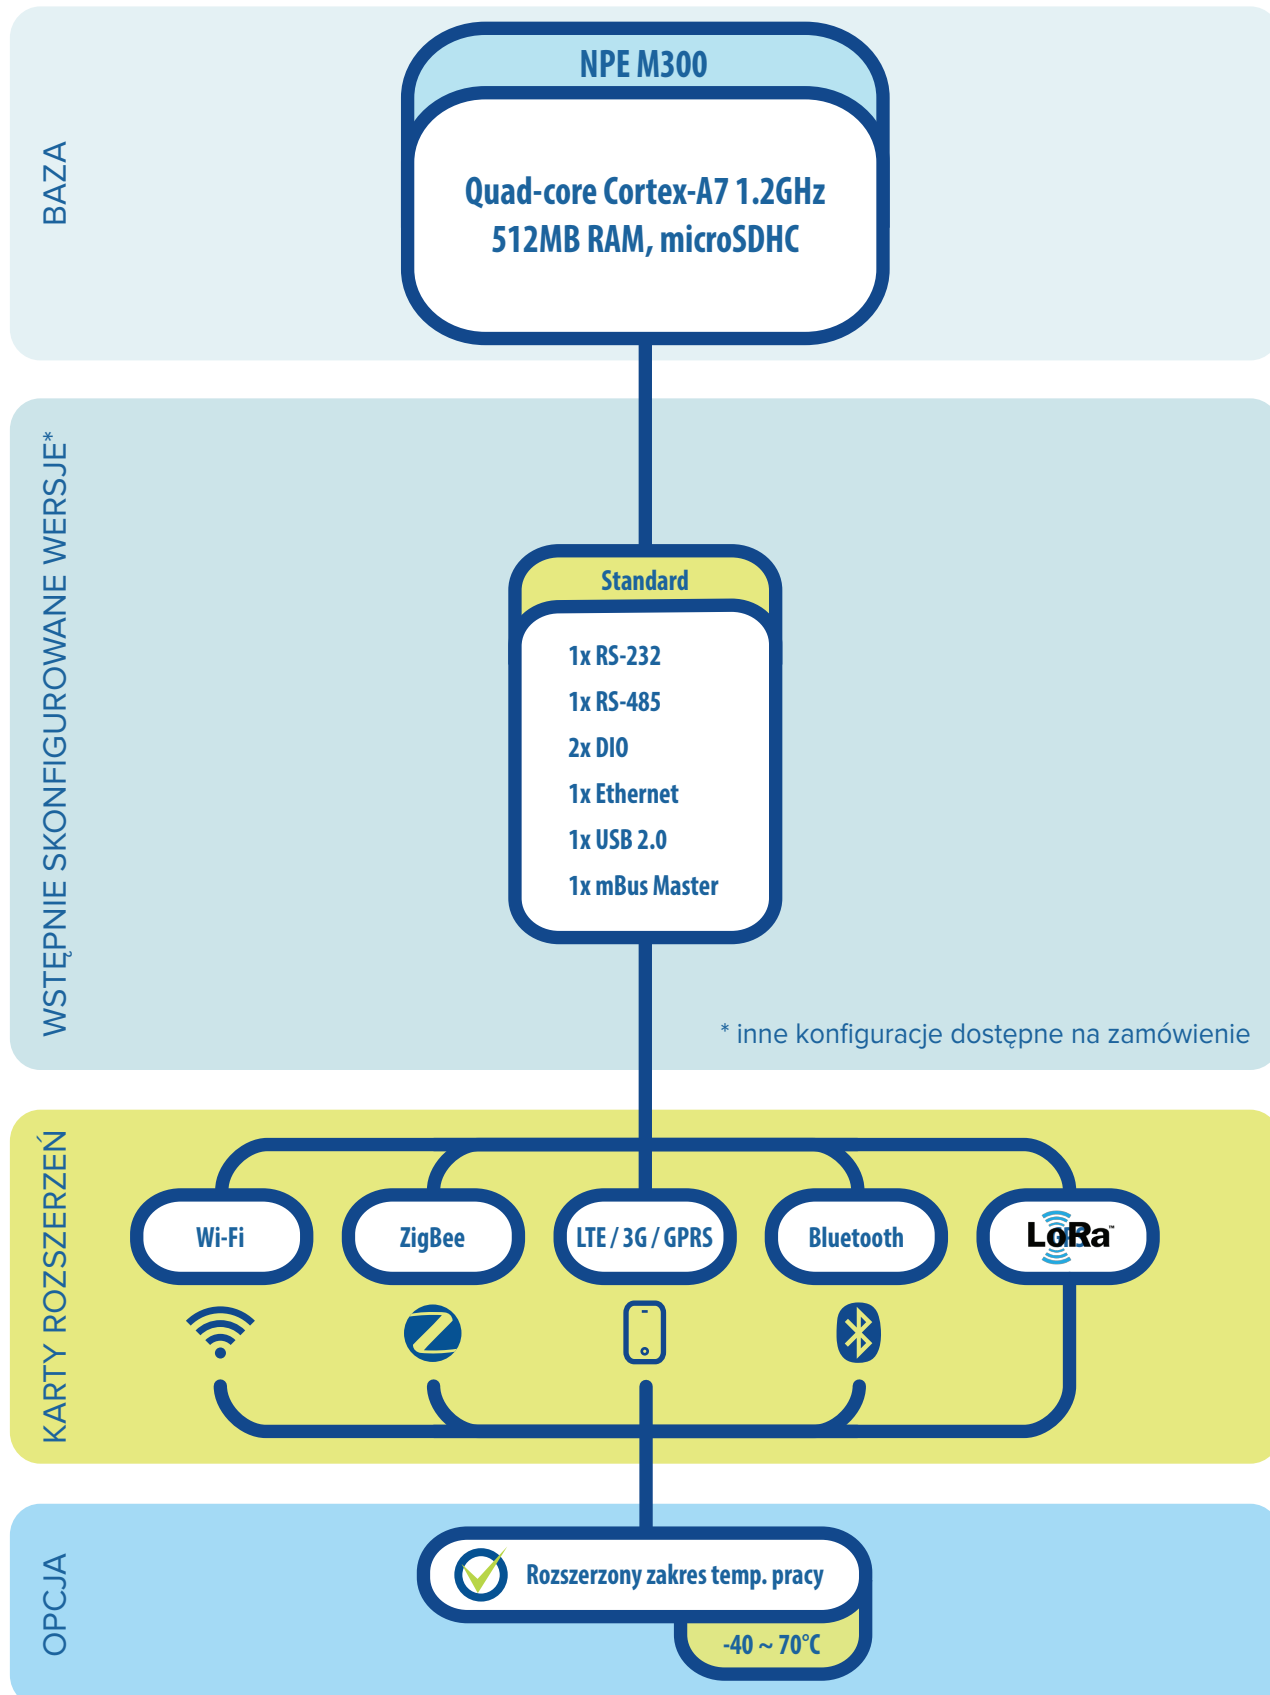 BAZA
NPE M300
Quad-core Cortex-A7 1.2GHz
512MB RAM, microSDHC
WSTĘPNIE SKONFIGUROWANE WERSJE*
Standard
1x RS-232
1x RS-485
2x DIO
1x Ethernet
1x USB 2.0
1x mBus Master
* inne konfiguracje dostępne na zamówienie
KARTY ROZSZERZEŃ
Wi-Fi
ZigBee
LTE / 3G / GPRS
Bluetooth
LoRa™
OPCJA
Rozszerzony zakres temp. pracy
-40 ~ 70°C